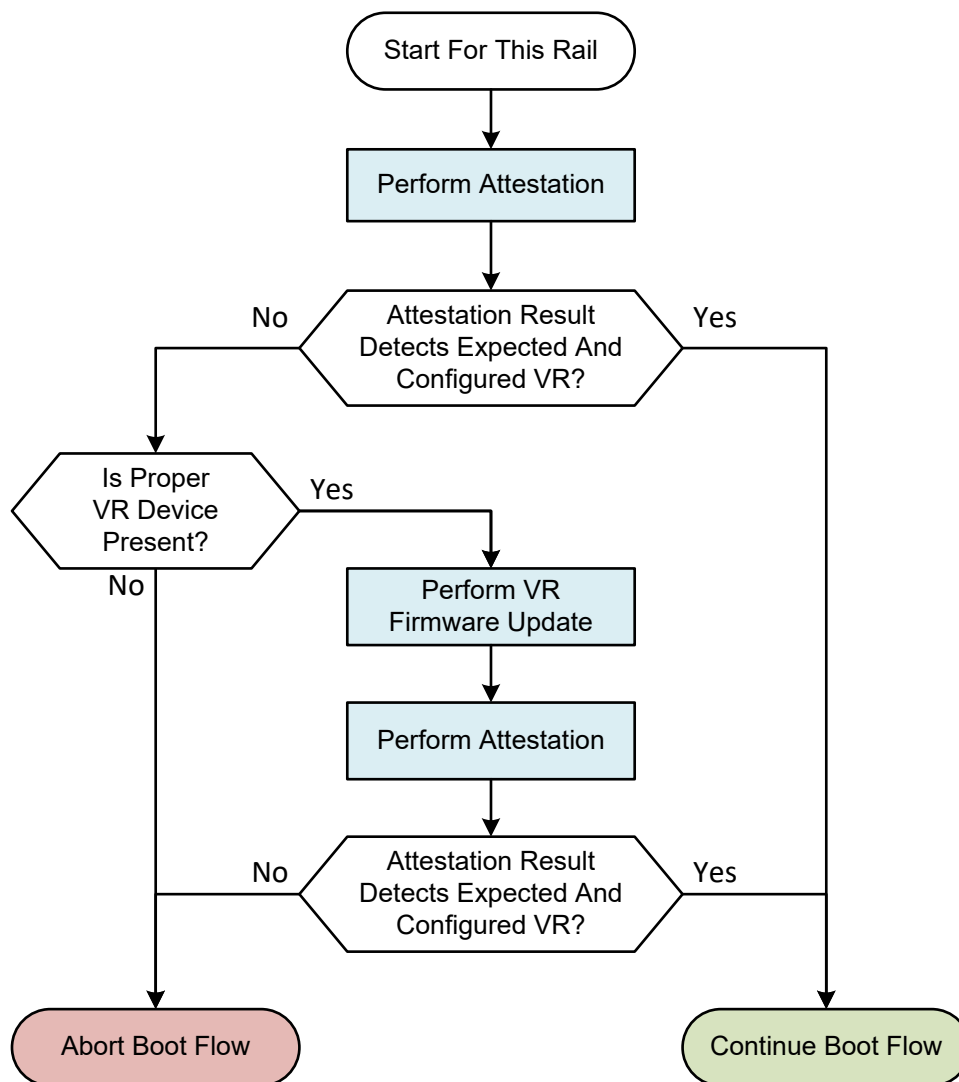 Start For This Rail
Perform Attestation
No
Attestation Result
Detects Expected And
Configured VR?
Yes
Is Proper
VR Device
Present?
Yes
No
Perform VR
Firmware Update
Perform Attestation
No
Attestation Result
Detects Expected And
Configured VR?
Yes
Abort Boot Flow
Continue Boot Flow